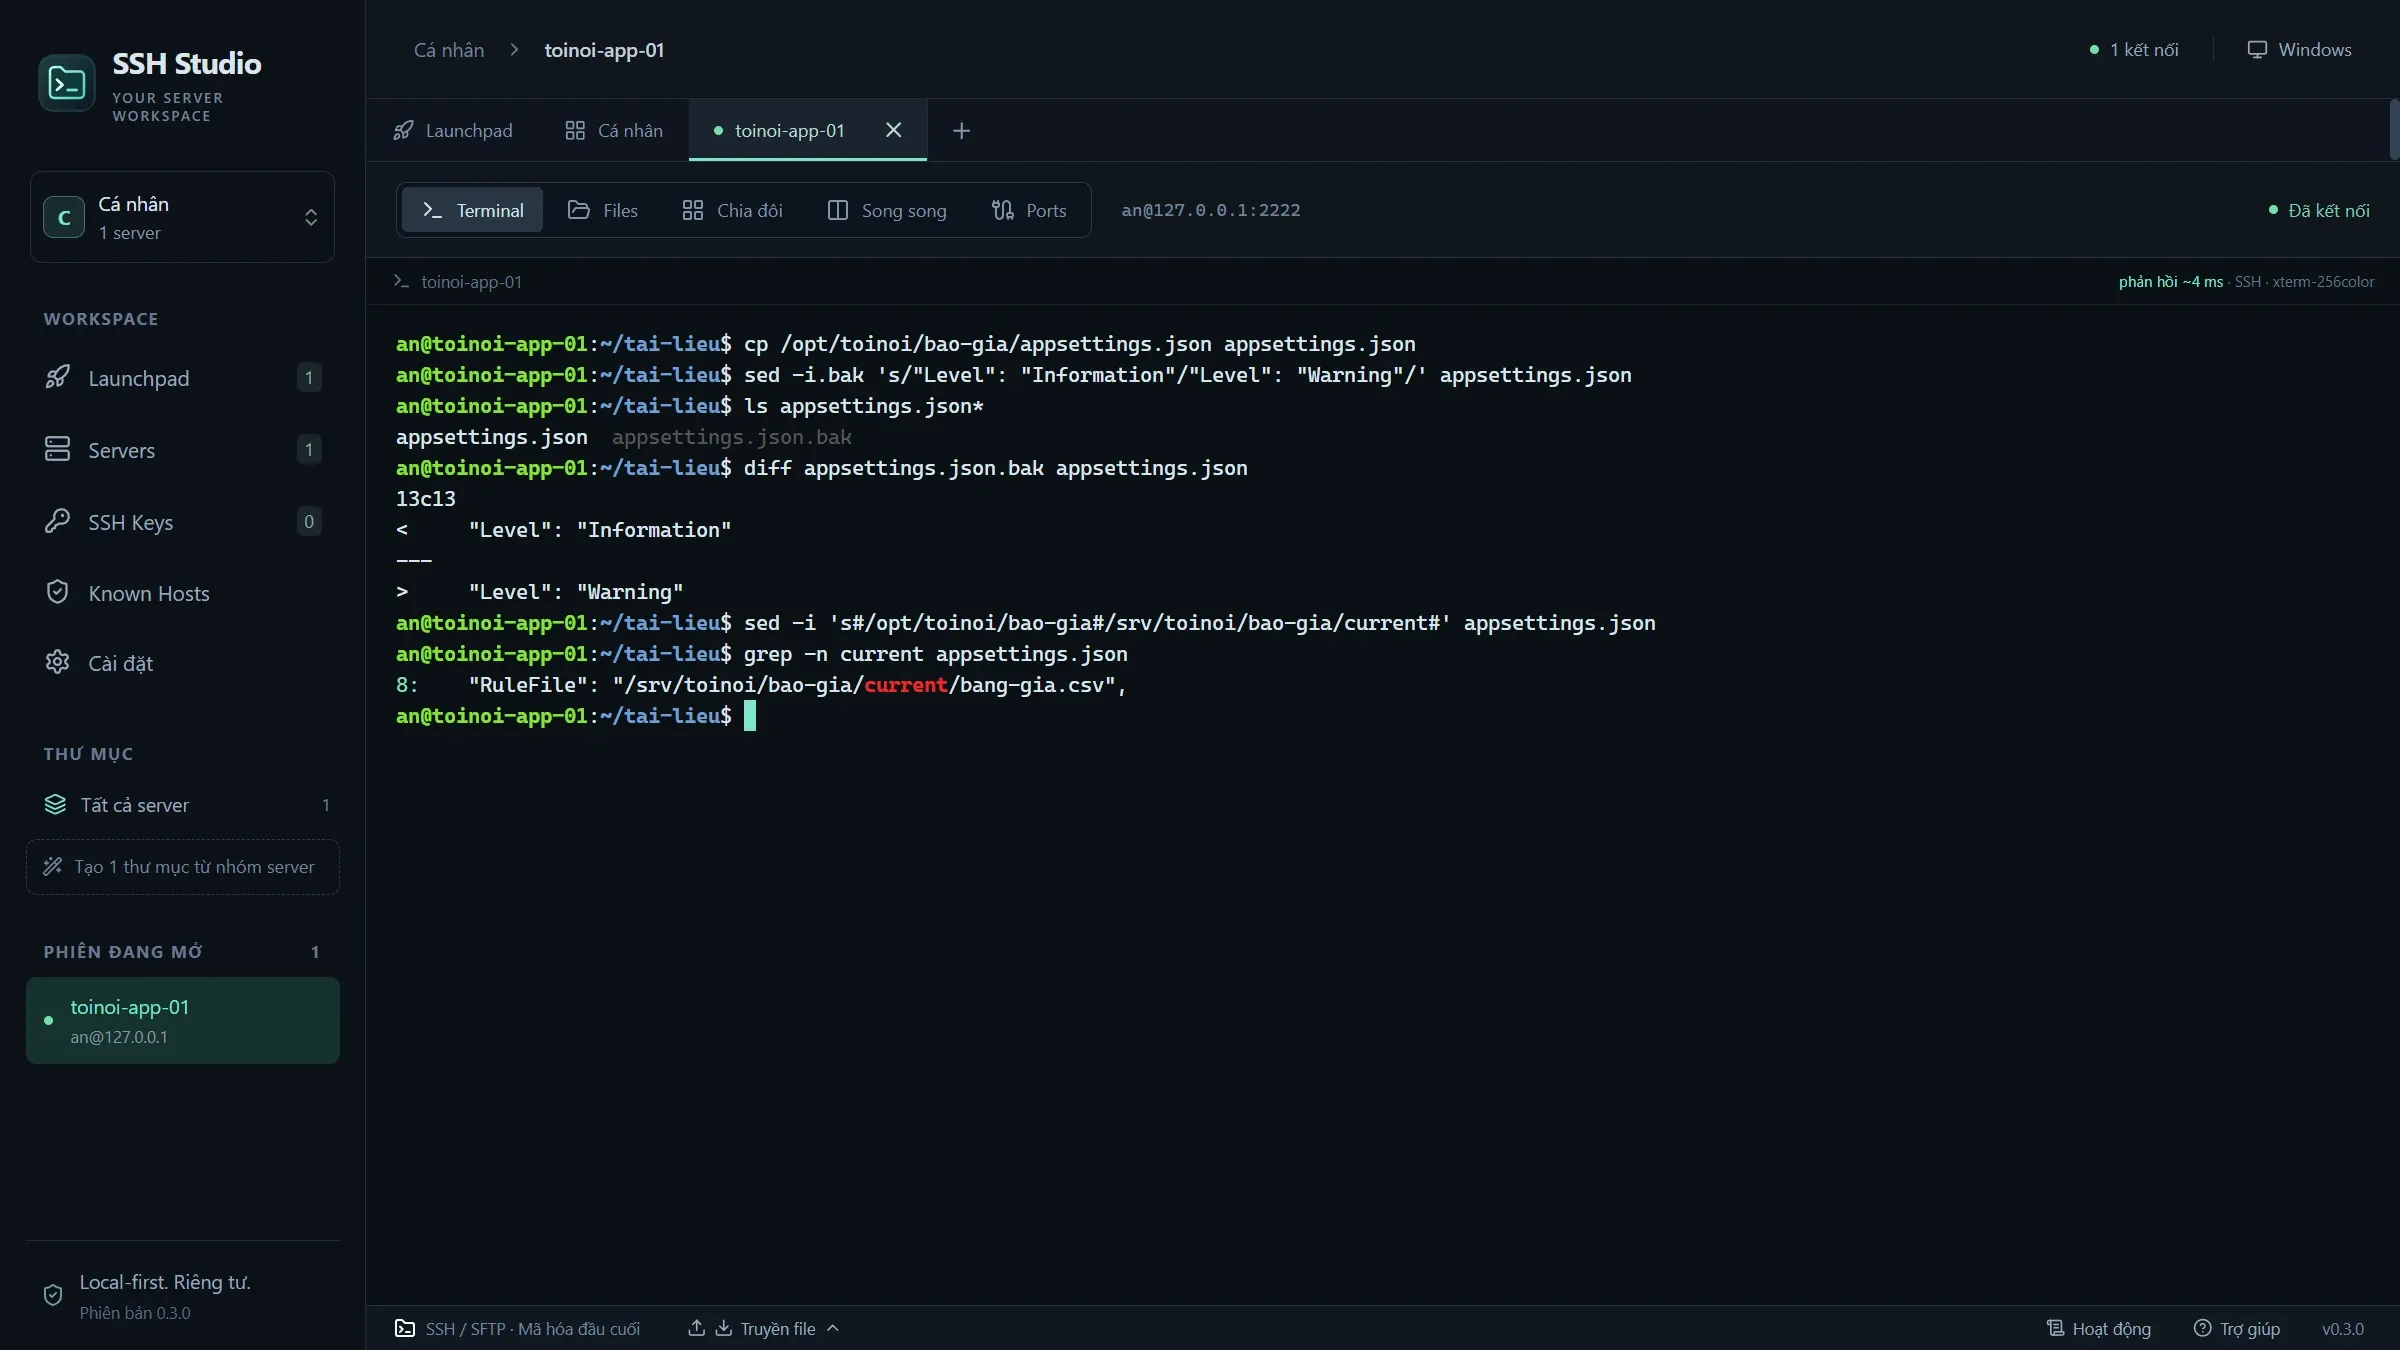 SSH Studio
YOUR SERVER
WORKSPACE
C
Cá nhân
1 server
WORKSPACE
Launchpad 1
Servers 1
SSH Keys 0
Known Hosts
Cài đặt
THƯ MỤC
Tất cả server 1
Tạo 1 thư mục từ nhóm server
PHIÊN ĐANG MỞ 1
toinoi-app-01
an@127.0.0.1
Local-first. Riêng tư.
Phiên bản 0.3.0
Cá nhân > toinoi-app-01
1 kết nối
Windows
Launchpad
Cá nhân
toinoi-app-01
Terminal
Files
Chia đôi
Song song
Ports
an@127.0.0.1:2222
Đã kết nối
toinoi-app-01
phản hồi ~4 ms · SSH · xterm-256color
an@toinoi-app-01:~/tai-lieu$ cp /opt/toinoi/bao-gia/appsettings.json appsettings.json
an@toinoi-app-01:~/tai-lieu$ sed -i.bak 's/"Level": "Information"/"Level": "Warning"/' appsettings.json
an@toinoi-app-01:~/tai-lieu$ ls appsettings.json*
appsettings.json  appsettings.json.bak
an@toinoi-app-01:~/tai-lieu$ diff appsettings.json.bak appsettings.json
13c13
<     "Level": "Information"
---
>     "Level": "Warning"
an@toinoi-app-01:~/tai-lieu$ sed -i 's#/opt/toinoi/bao-gia#/srv/toinoi/bao-gia/current#' appsettings.json
an@toinoi-app-01:~/tai-lieu$ grep -n current appsettings.json
8:    "RuleFile": "/srv/toinoi/bao-gia/current/bang-gia.csv",
an@toinoi-app-01:~/tai-lieu$
SSH / SFTP · Mã hóa đầu cuối
Truyền file
Hoạt động
Trợ giúp
v0.3.0